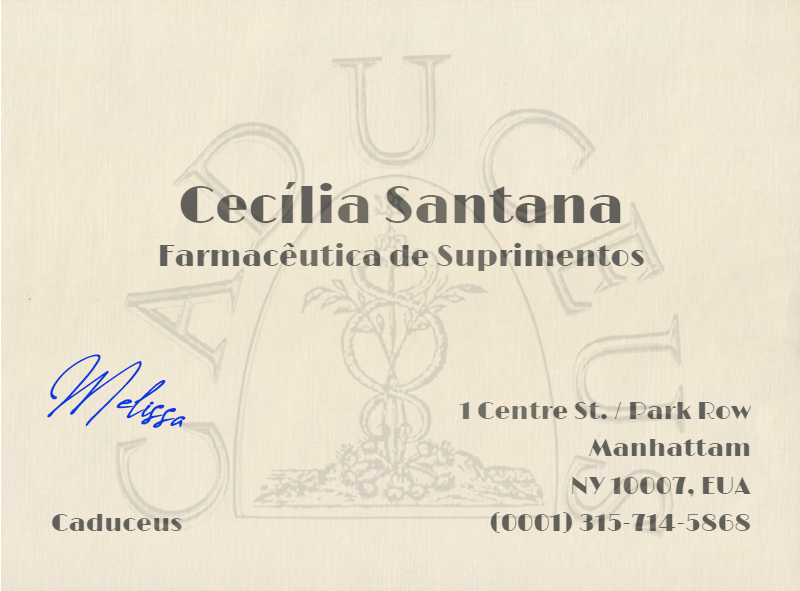 CADUCEUS
Cecília Santana
Farmacêutica de Suprimentos
Melissa
1 Centre St. / Park Row
Manhattam
NY 10007, EUA
Caduceus
(0001) 315-714-5868